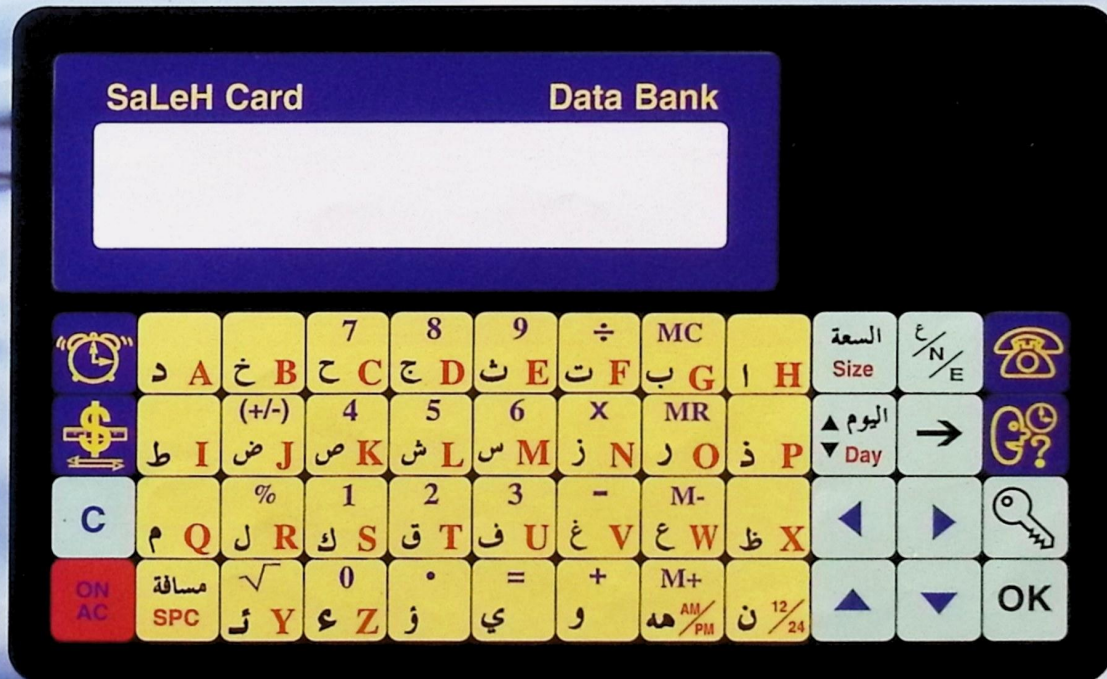 SaLeH Card Data Bank
7 8 9 ÷ MC السعة ع/N/E
د A خ B ح C ج D ث E ت F ب G ا H Size
(+/-) 4 5 6 x MR اليوم
ط I ض J ص K ش L س M ز N ر O ذ P Day
C % 1 2 3 - M-
م Q ل R ك S ق T ف U غ V ع W ظ X
ON مسافة √ 0 • = + M+ OK
AC SPC ئ Y ء Z ؤ ي و هه AM/PM ن 12/24